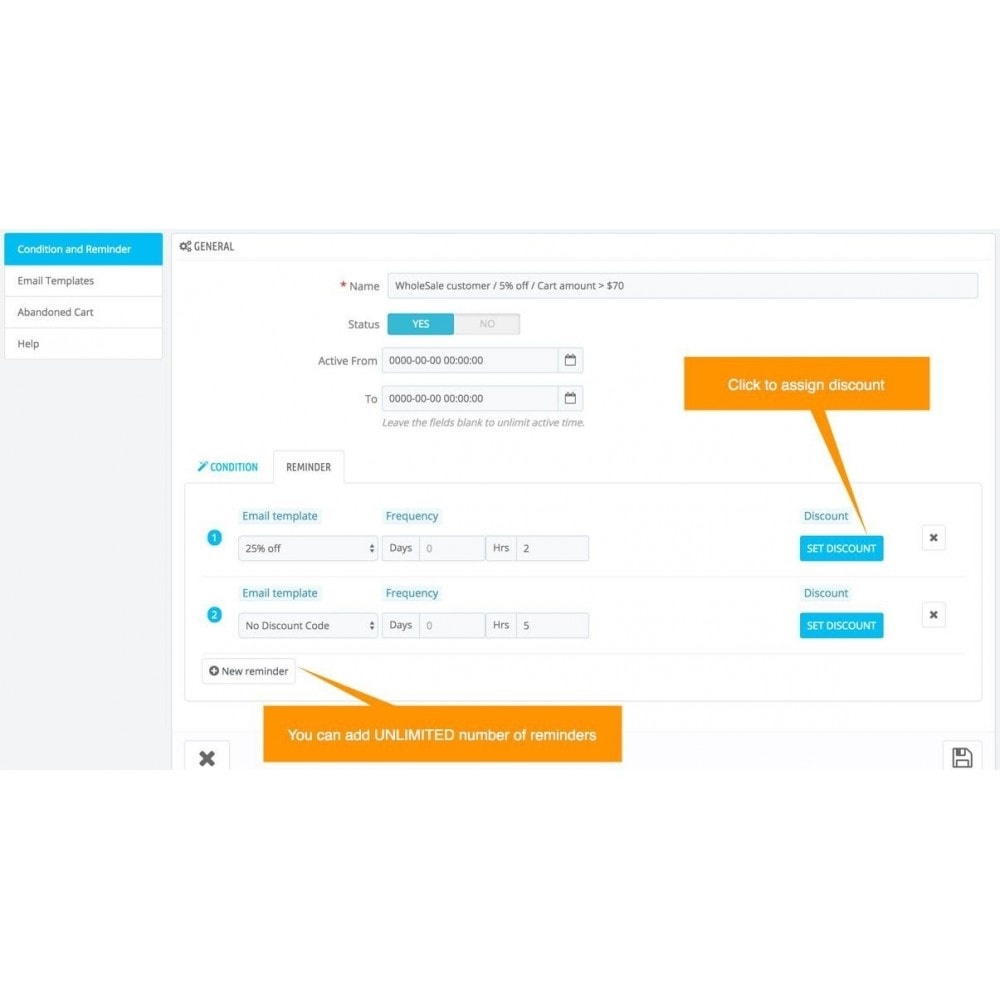 Condition and Reminder
Email Templates
Abandoned Cart
Help
GENERAL
* Name WholeSale customer / 5% off / Cart amount > $70
Status YES NO
Active From 0000-00-00 00:00:00
To 0000-00-00 00:00:00
Leave the fields blank to unlimit active time.
Click to assign discount
CONDITION REMINDER
Email template Frequency Discount
1 25% off Days 0 Hrs 2 SET DISCOUNT
Email template Frequency Discount
2 No Discount Code Days 0 Hrs 5 SET DISCOUNT
New reminder
You can add UNLIMITED number of reminders